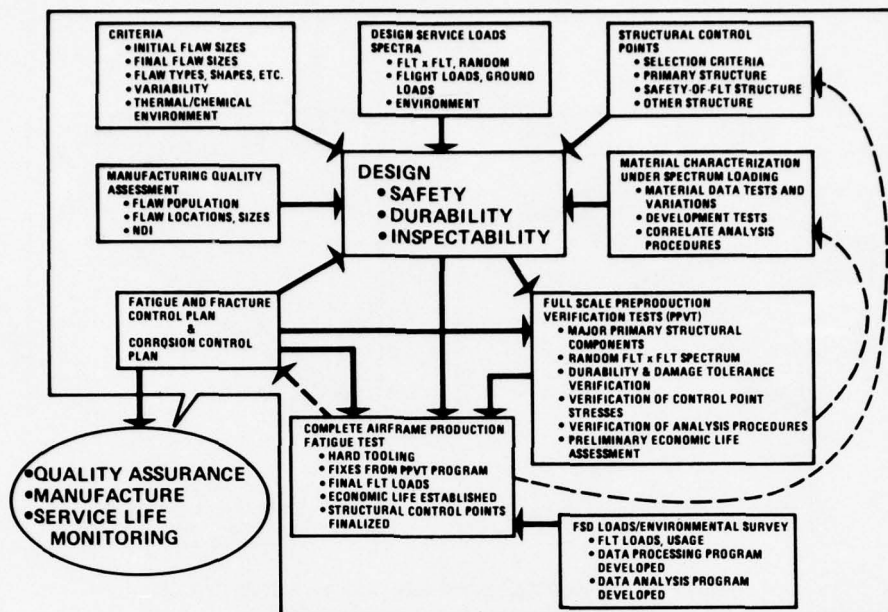 CRITERIA
• INITIAL FLAW SIZES
• FINAL FLAW SIZES
• FLAW TYPES, SHAPES, ETC.
• VARIABILITY
• THERMAL/CHEMICAL
ENVIRONMENT
DESIGN SERVICE LOADS
SPECTRA
• FLT x FLT, RANDOM
• FLIGHT LOADS, GROUND
LOADS
• ENVIRONMENT
STRUCTURAL CONTROL
POINTS
• SELECTION CRITERIA
• PRIMARY STRUCTURE
• SAFETY-OF-FLT STRUCTURE
• OTHER STRUCTURE
MANUFACTURING QUALITY
ASSESSMENT
• FLAW POPULATION
• FLAW LOCATIONS, SIZES
• NDI
DESIGN
• SAFETY
• DURABILITY
• INSPECTABILITY
MATERIAL CHARACTERIZATION
UNDER SPECTRUM LOADING
• MATERIAL DATA TESTS AND
VARIATIONS
• DEVELOPMENT TESTS
• CORRELATE ANALYSIS
PROCEDURES
FATIGUE AND FRACTURE
CONTROL PLAN
&
CORROSION CONTROL
PLAN
FULL SCALE PREPRODUCTION
VERIFICATION TESTS (PPVT)
• MAJOR PRIMARY STRUCTURAL
COMPONENTS
• RANDOM FLT x FLT SPECTRUM
• DURABILITY & DAMAGE TOLERANCE
VERIFICATION
• VERIFICATION OF CONTROL POINT
STRESSES
• VERIFICATION OF ANALYSIS PROCEDURES
• PRELIMINARY ECONOMIC LIFE
ASSESSMENT
COMPLETE AIRFRAME PRODUCTION
FATIGUE TEST
• HARD TOOLING
• FIXES FROM PPVT PROGRAM
• FINAL FLT LOADS
• ECONOMIC LIFE ESTABLISHED
• STRUCTURAL CONTROL POINTS
FINALIZED
• QUALITY ASSURANCE
• MANUFACTURE
• SERVICE LIFE
MONITORING
FSD LOADS/ENVIRONMENTAL SURVEY
• FLT LOADS, USAGE
• DATA PROCESSING PROGRAM
DEVELOPED
• DATA ANALYSIS PROGRAM
DEVELOPED